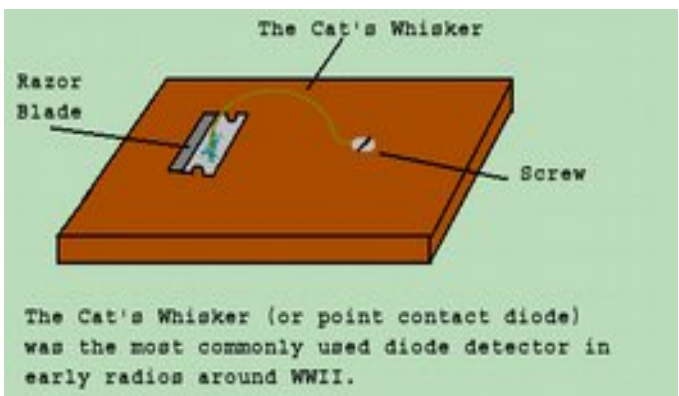 The Cat's Whisker
Razor
Blade
Screw
The Cat's Whisker (or point contact diode)
was the most commonly used diode detector in
early radios around WWII.